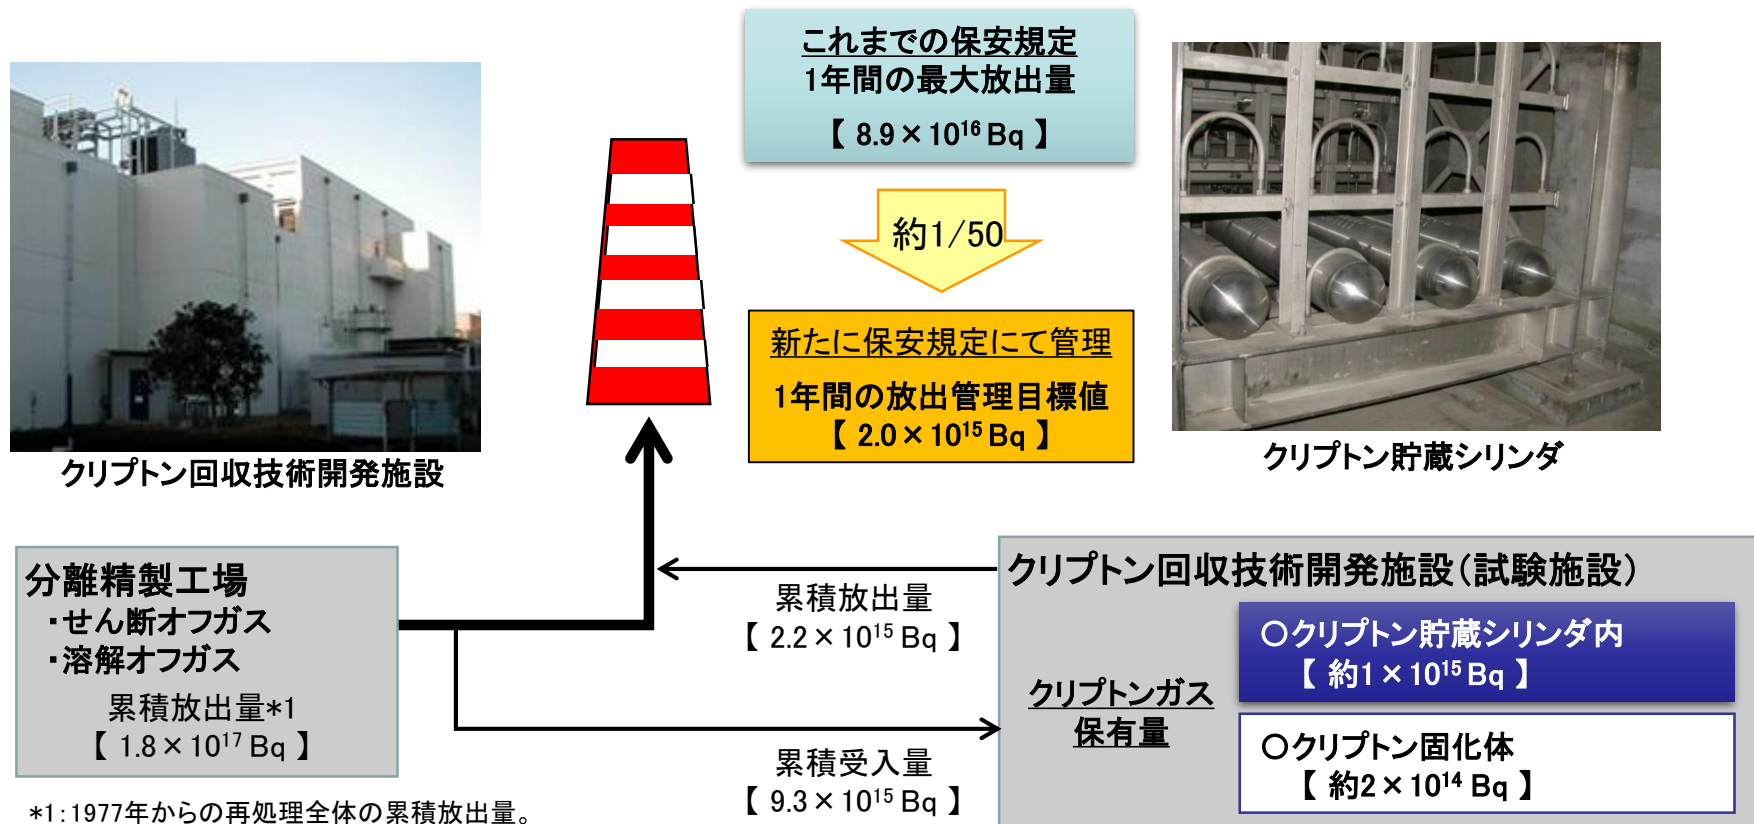 これまでの保安規定
1年間の最大放出量
【 8.9×10¹⁶ Bq 】
約1/50
新たに保安規定にて管理
1年間の放出管理目標値
【 2.0×10¹⁵ Bq 】
クリプトン回収技術開発施設
クリプトン貯蔵シリンダ
分離精製工場
・せん断オフガス
・溶解オフガス
累積放出量*1
【 1.8×10¹⁷ Bq 】
*1:1977年からの再処理全体の累積放出量。
累積放出量
【 2.2×10¹⁵ Bq 】
累積受入量
【 9.3×10¹⁵ Bq 】
クリプトン回収技術開発施設(試験施設)
クリプトンガス
保有量
○クリプトン貯蔵シリンダ内
【 約1×10¹⁵ Bq 】
○クリプトン固化体
【 約2×10¹⁴ Bq 】